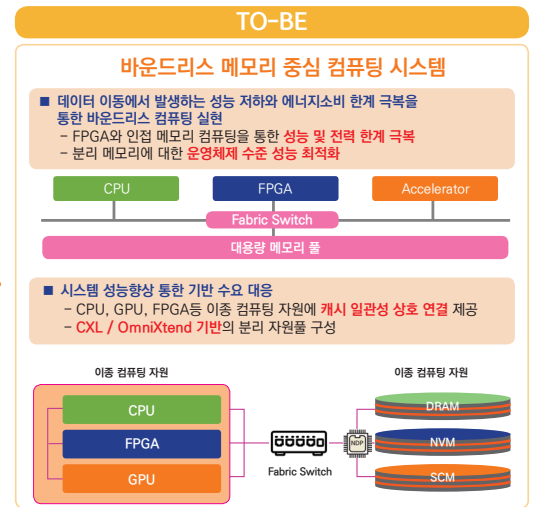 TO-BE
바운드리스 메모리 중심 컴퓨팅 시스템
■ 데이터 이동에서 발생하는 성능 저하와 에너지소비 한계 극복을
통한 바운드리스 컴퓨팅 실현
- FPGA와 인접 메모리 컴퓨팅을 통한 성능 및 전력 한계 극복
- 분리 메모리에 대한 운영체제 수준 성능 최적화
CPU FPGA Accelerator
Fabric Switch
대용량 메모리 풀
■ 시스템 성능향상 통한 기반 수요 대응
- CPU, GPU, FPGA등 이종 컴퓨팅 자원에 캐시 일관성 상호 연결 제공
- CXL / OmniXtend 기반의 분리 자원풀 구성
이종 컴퓨팅 자원 이종 컴퓨팅 자원
CPU
FPGA
GPU
Fabric Switch
NDP
DRAM
NVM
SCM